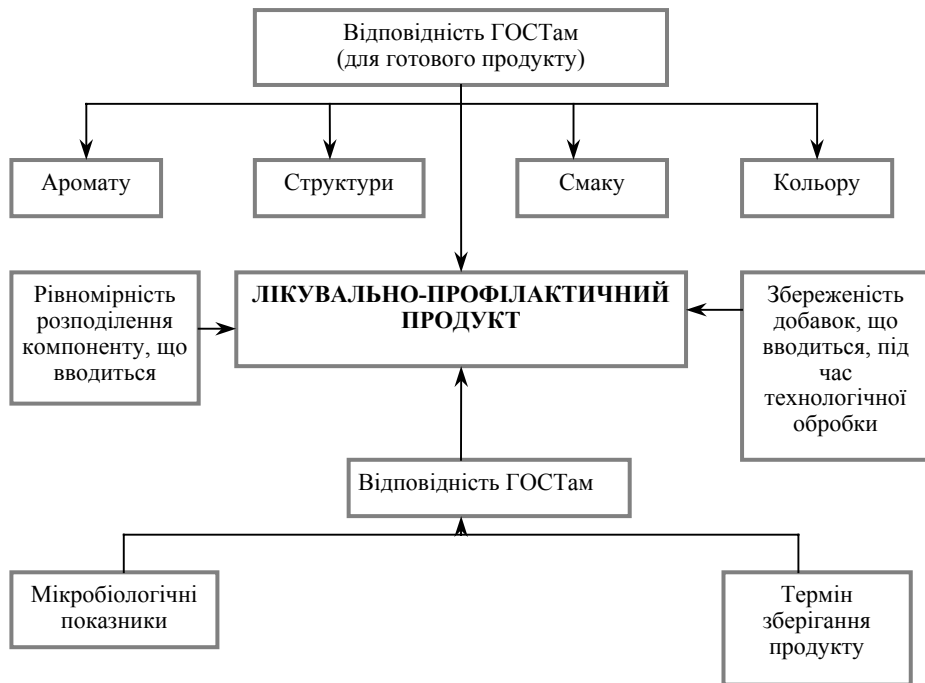 Відповідність ГОСТам
(для готового продукту)
Аромату
Структури
Смаку
Кольору
Рівномірність
розподілення
компоненту, що
вводиться
ЛІКУВАЛЬНО-ПРОФІЛАКТИЧНИЙ
ПРОДУКТ
Збереженість
добавок, що
вводиться, під
час
технологічної
обробки
Відповідність ГОСТам
Мікробіологічні
показники
Термін
зберігання
продукту